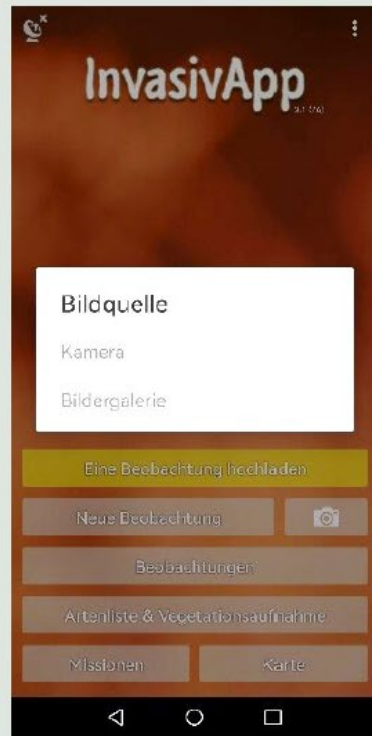 InvasivApp
Bildquelle
Kamera
Bildergalerie
Eine Beobachtung hochladen
Neue Beobachtung
Beobachtungen
Artenliste & Vegetationsaufnahme
Missionen
Karte